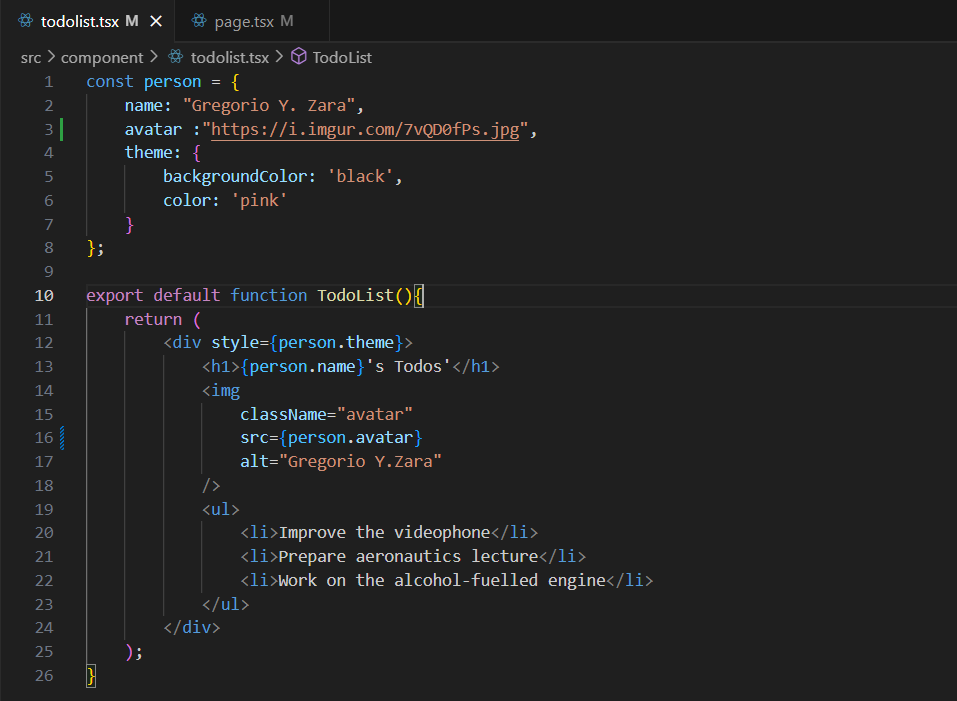 todolist.tsx M × page.tsx M
src > component > todolist.tsx > TodoList
1 const person = {
2     name: "Gregorio Y. Zara",
3     avatar :"https://i.imgur.com/7vQD0fPs.jpg",
4     theme: {
5         backgroundColor: 'black',
6         color: 'pink'
7     }
8 };
9
10 export default function TodoList(){
11     return (
12         <div style={person.theme}>
13             <h1>{person.name}'s Todos'</h1>
14             <img
15                 className="avatar"
16                 src={person.avatar}
17                 alt="Gregorio Y.Zara"
18             />
19             <ul>
20                 <li>Improve the videophone</li>
21                 <li>Prepare aeronautics lecture</li>
22                 <li>Work on the alcohol-fuelled engine</li>
23             </ul>
24         </div>
25     );
26 }